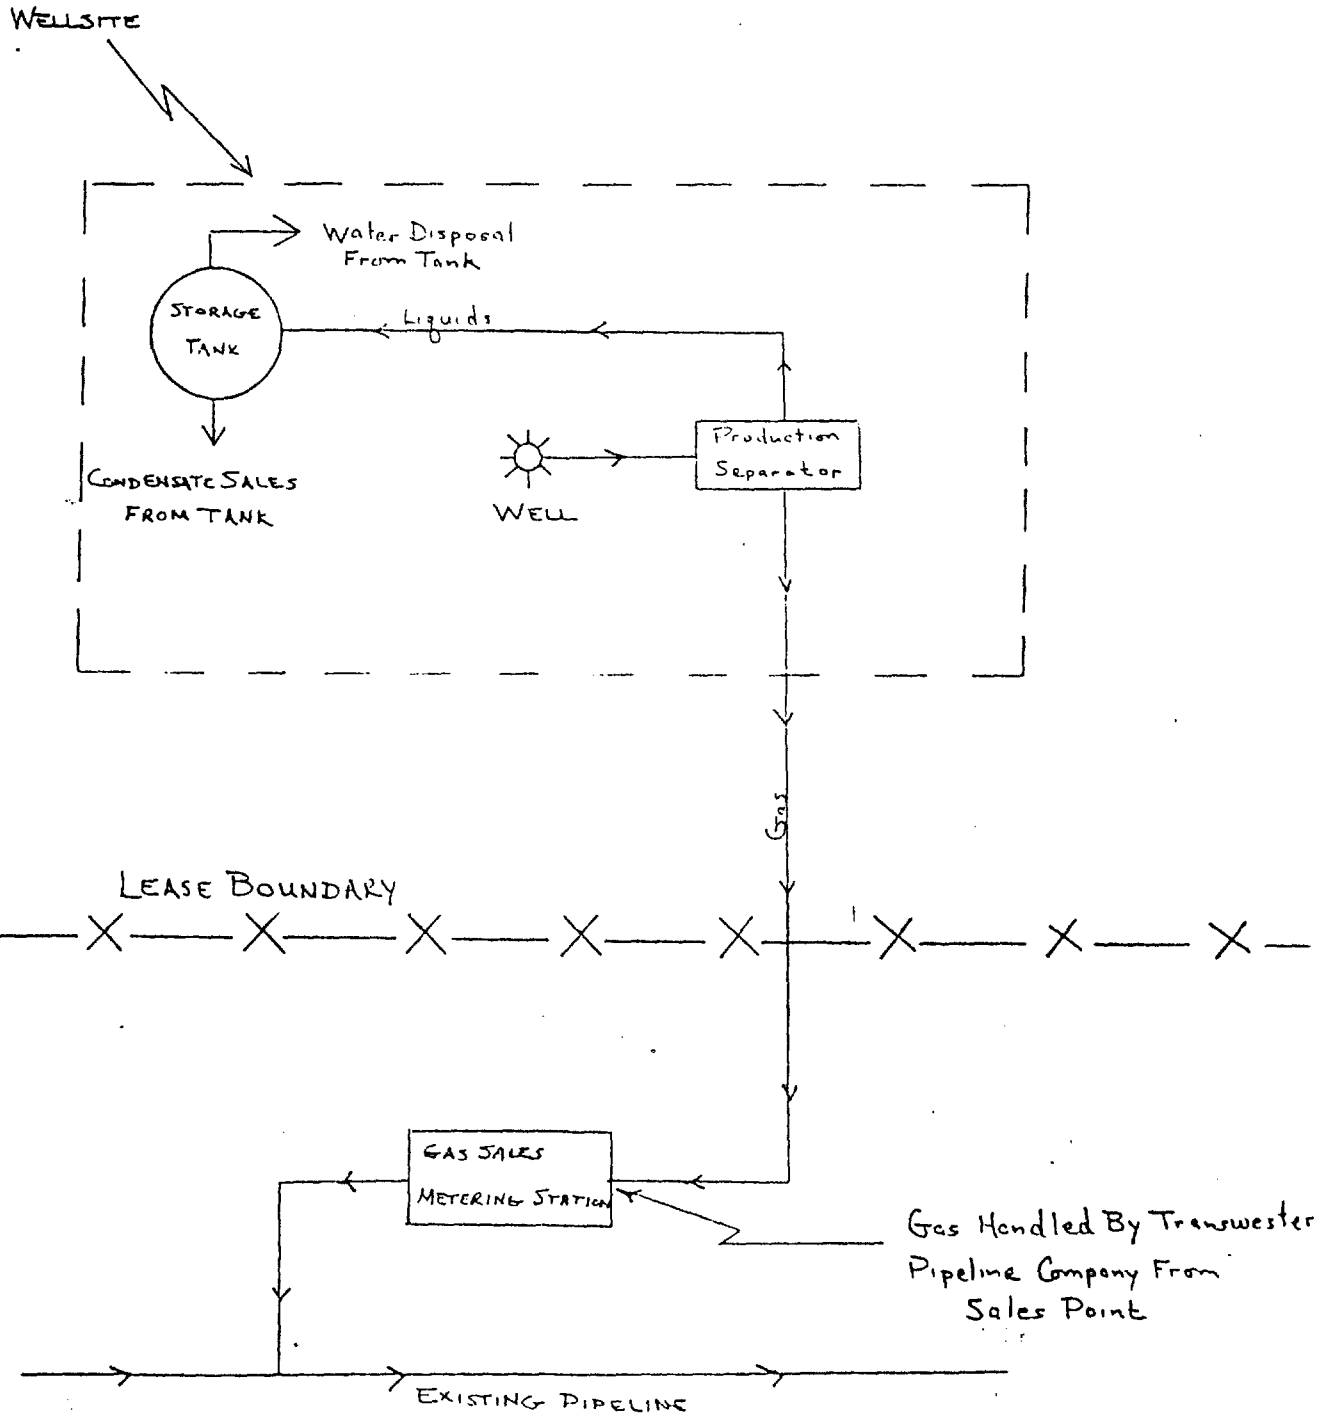 WELLSITE
Water Disposal
From Tank
STORAGE
TANK
Liquids
Production
Separator
CONDENSATE SALES
FROM TANK
WELL
Gas
LEASE BOUNDARY
GAS SALES
METERING STATION
Gas Handled By Transwester
Pipeline Company From
Sales Point
EXISTING PIPELINE